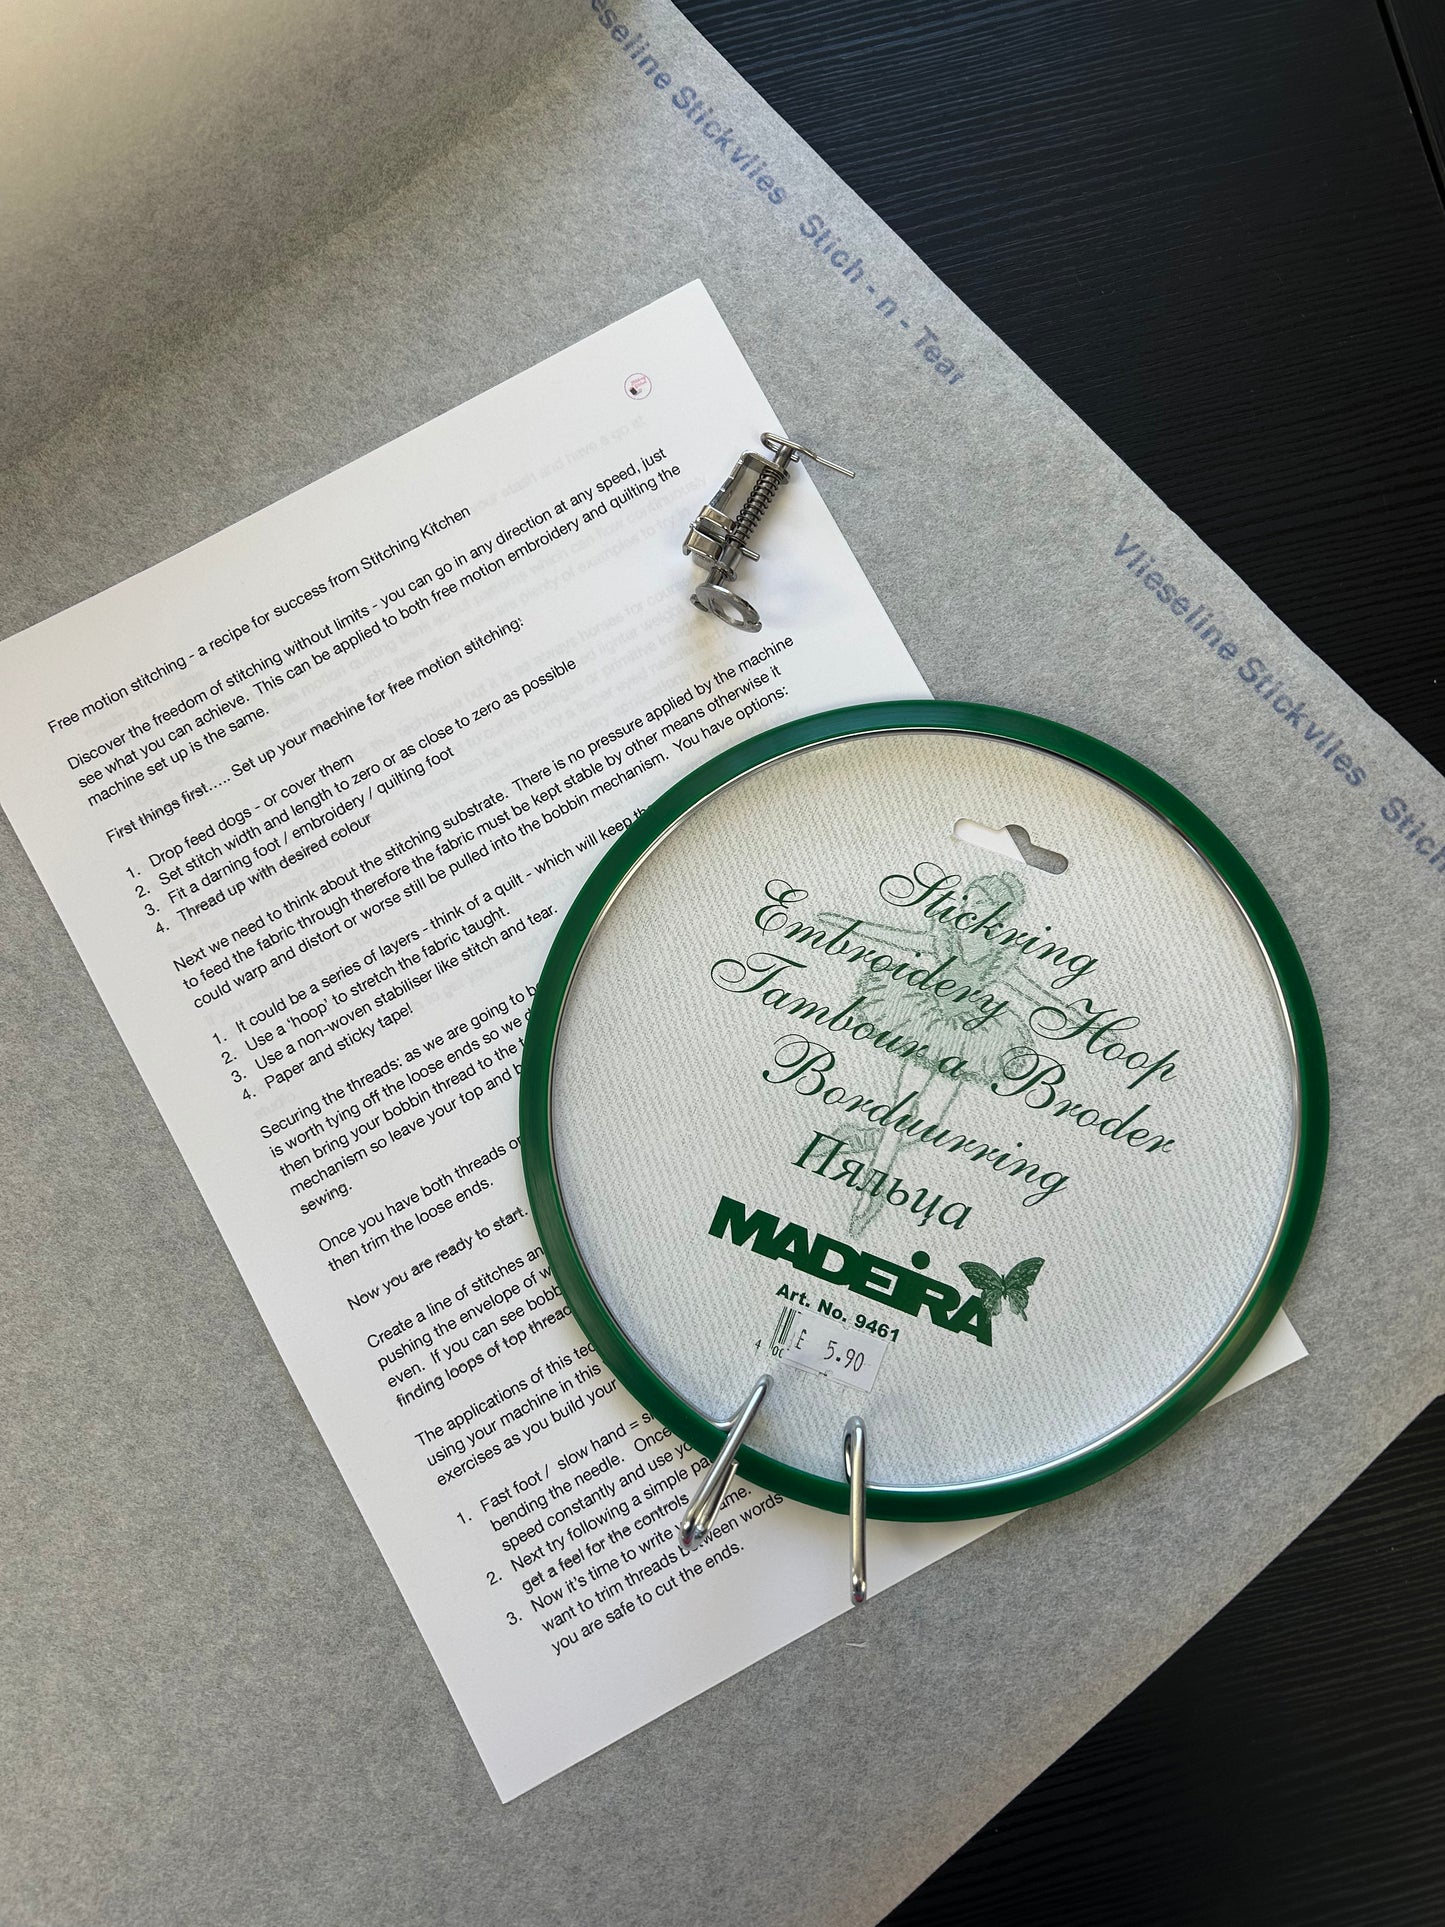 Vlieseline Stickvlies Stich - n - Tear
Vlieseline Stickvlies Stich
Free motion stitching - a recipe for success from Stitching Kitchen
Discover the freedom of stitching without limits - you can go in any direction at any speed, just
see what you can achieve. This can be applied to both free motion embroidery and quilting the
machine set up is the same.
First things first..... Set up your machine for free motion stitching:
1. Drop feed dogs - or cover them
2. Set stitch width and length to zero or as close to zero as possible
3. Fit a darning foot / embroidery / quilting foot
4. Thread up with desired colour
Next we need to think about the stitching substrate. There is no pressure applied by the machine
to feed the fabric through therefore the fabric must be kept stable by other means otherwise it
could warp and distort or worse still be pulled into the bobbin mechanism. You have options:
1. It could be a series of layers - think of a quilt - which will keep the
2. Use a 'hoop' to stretch the fabric taught.
3. Use a non-woven stabiliser like stitch and tear.
4. Paper and sticky tape!
Securing the threads: as we are going to be
is worth tying off the loose ends so we
then bring your bobbin thread to the
mechanism so leave your top and
sewing.
Once you have both threads
then trim the loose ends.
Now you are ready to start.
Create a line of stitches
pushing the envelope of
even. If you can see
finding loops of top
The applications of this
using your machine in this
exercises as you build your
1. Fast foot / slow hand =
bending the needle. Once
speed constantly and use
2. Next try following a simple
get a feel for the controls
3. Now it's time to write
want to trim threads between words
you are safe to cut the ends.
Stickring
Embroidery Hoop
Tambour a Broder
Borduurring
Пяльца
MADEIRA
Art. No. 9461
£ 5.90
4